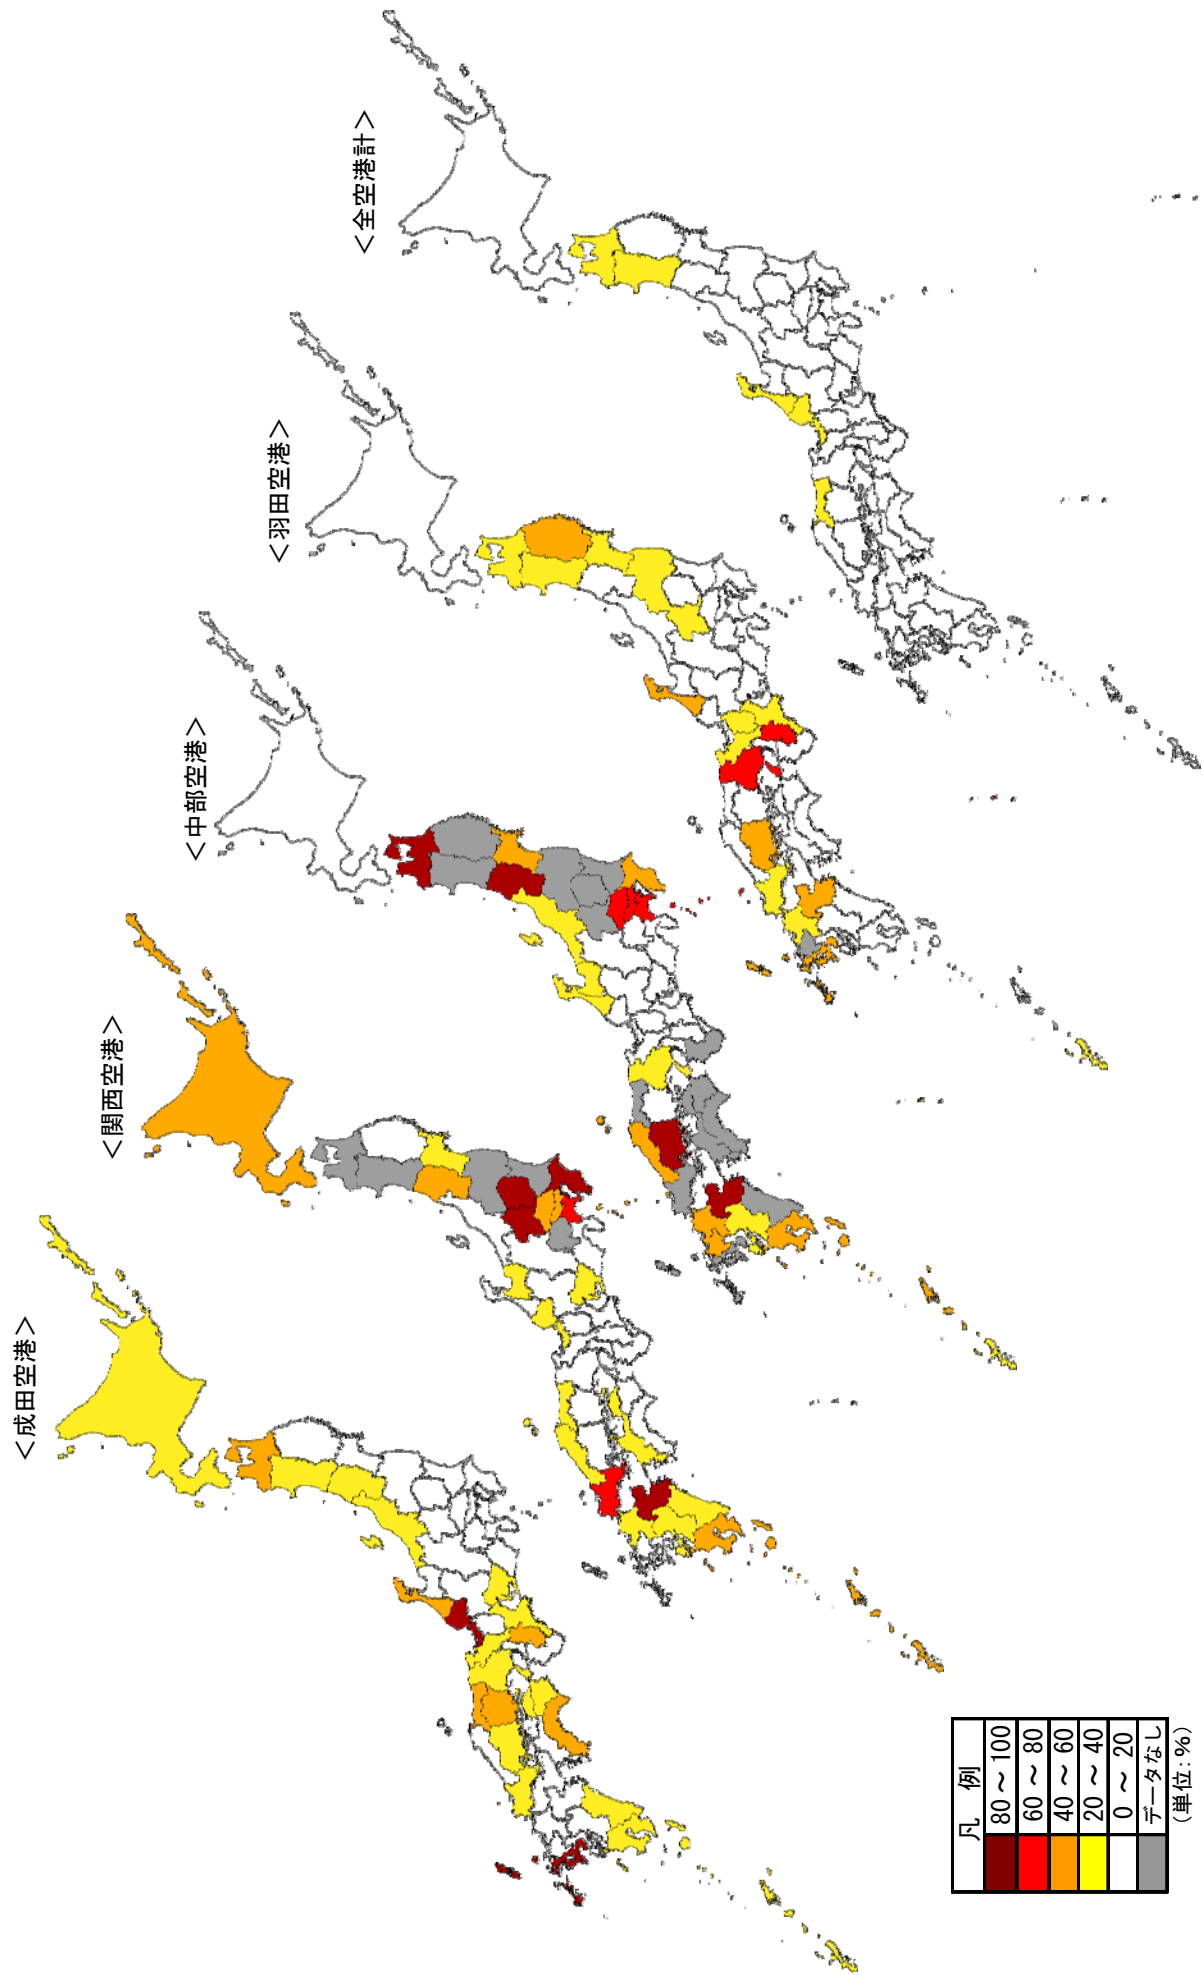 ＜成田空港＞
＜関西空港＞
＜中部空港＞
＜羽田空港＞
＜全空港計＞
凡　例
80 ～ 100
60 ～ 80
40 ～ 60
20 ～ 40
0 ～ 20
データなし
(単位: %)